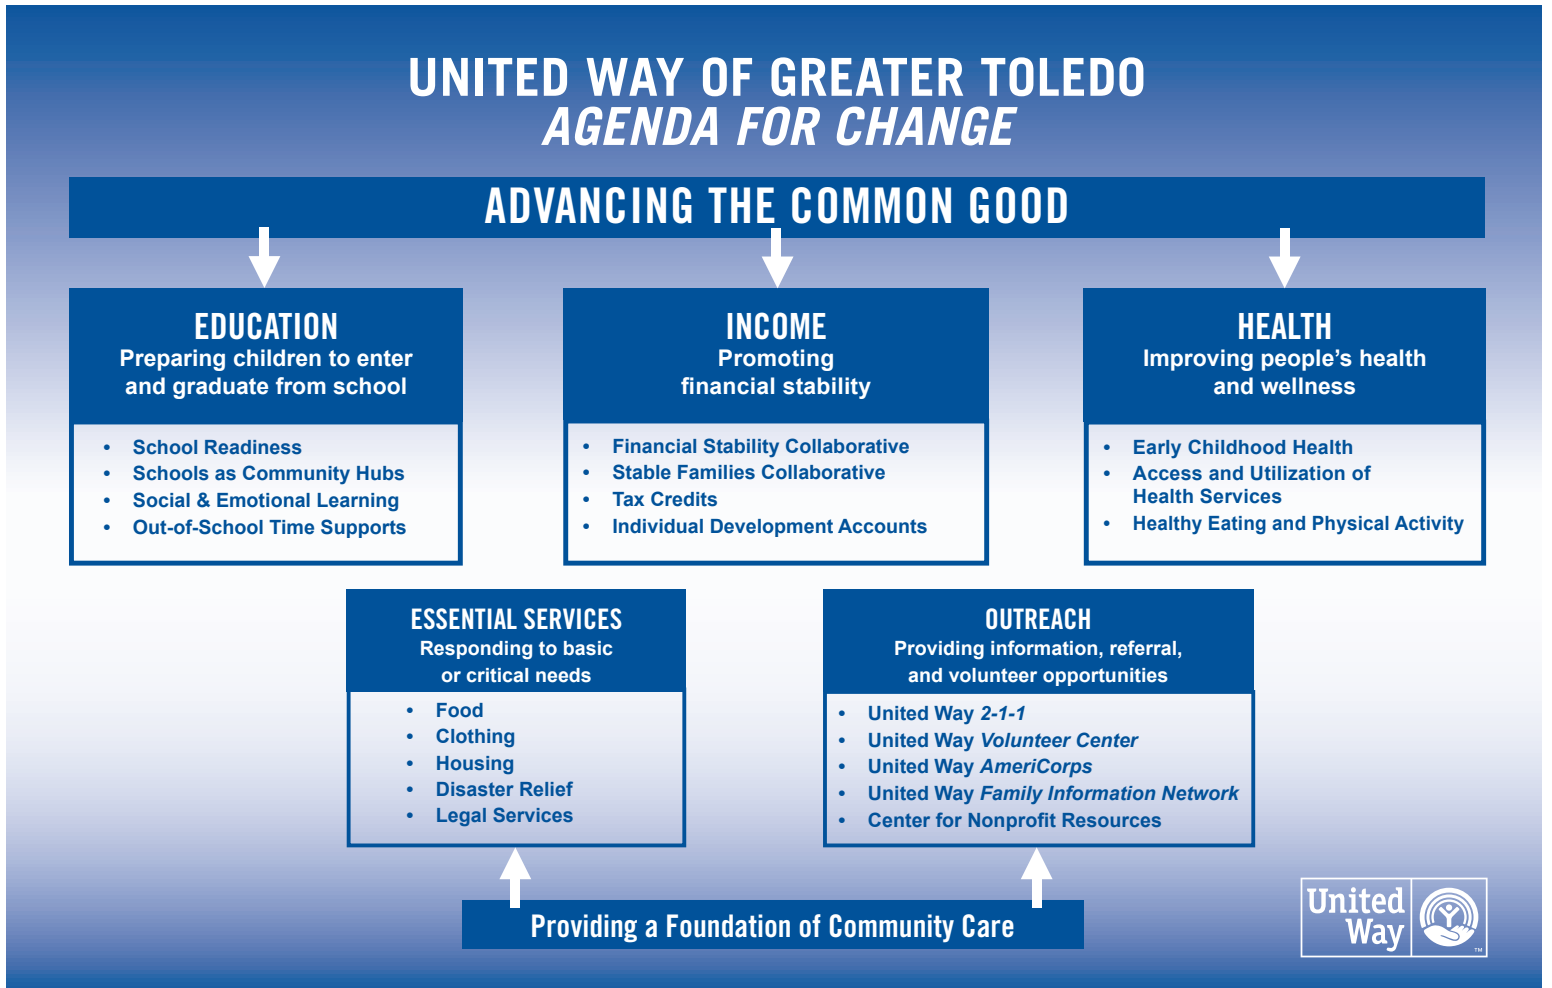 UNITED WAY OF GREATER TOLEDO
AGENDA FOR CHANGE
ADVANCING THE COMMON GOOD
EDUCATION
Preparing children to enter
and graduate from school
• School Readiness
• Schools as Community Hubs
• Social & Emotional Learning
• Out-of-School Time Supports
INCOME
Promoting
financial stability
• Financial Stability Collaborative
• Stable Families Collaborative
• Tax Credits
• Individual Development Accounts
HEALTH
Improving people’s health
and wellness
• Early Childhood Health
• Access and Utilization of
Health Services
• Healthy Eating and Physical Activity
ESSENTIAL SERVICES
Responding to basic
or critical needs
• Food
• Clothing
• Housing
• Disaster Relief
• Legal Services
OUTREACH
Providing information, referral,
and volunteer opportunities
• United Way 2-1-1
• United Way Volunteer Center
• United Way AmeriCorps
• United Way Family Information Network
• Center for Nonprofit Resources
Providing a Foundation of Community Care
United
Way
™